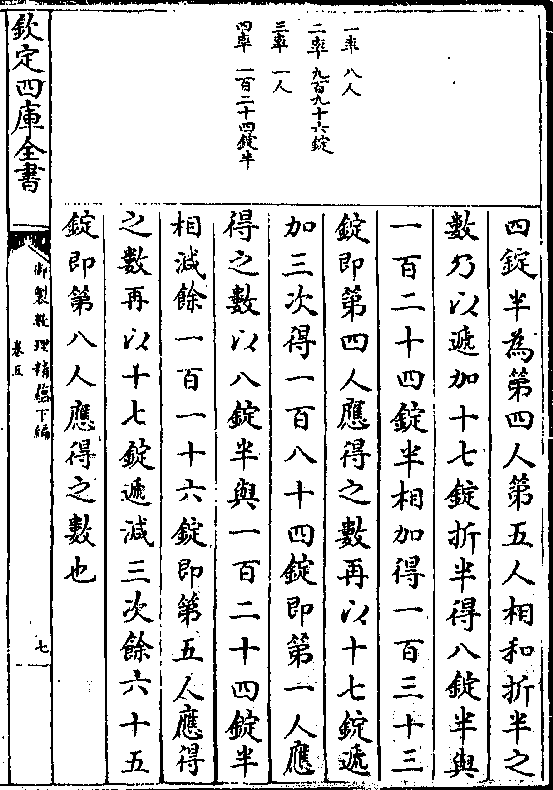 一率 八人
二率 九百九十六錠
三率 一人
四率 一百二十四錠半
四錠半為第四人第五人相和折半之
數乃以遞加十七錠折半得八錠半與
一百二十四錠半相加得一百三十三
錠即第四人應得之數再以十七錠遞
加三次得一百八十四錠即第一人應
得之數以八錠半與一百二十四錠半
相減餘一百一十六錠即第五人應得
之數再以十七錠遞減三次餘六十五
錠即第八人應得之數也
欽定四庫全書
御製數理精蘊下編
卷五
七